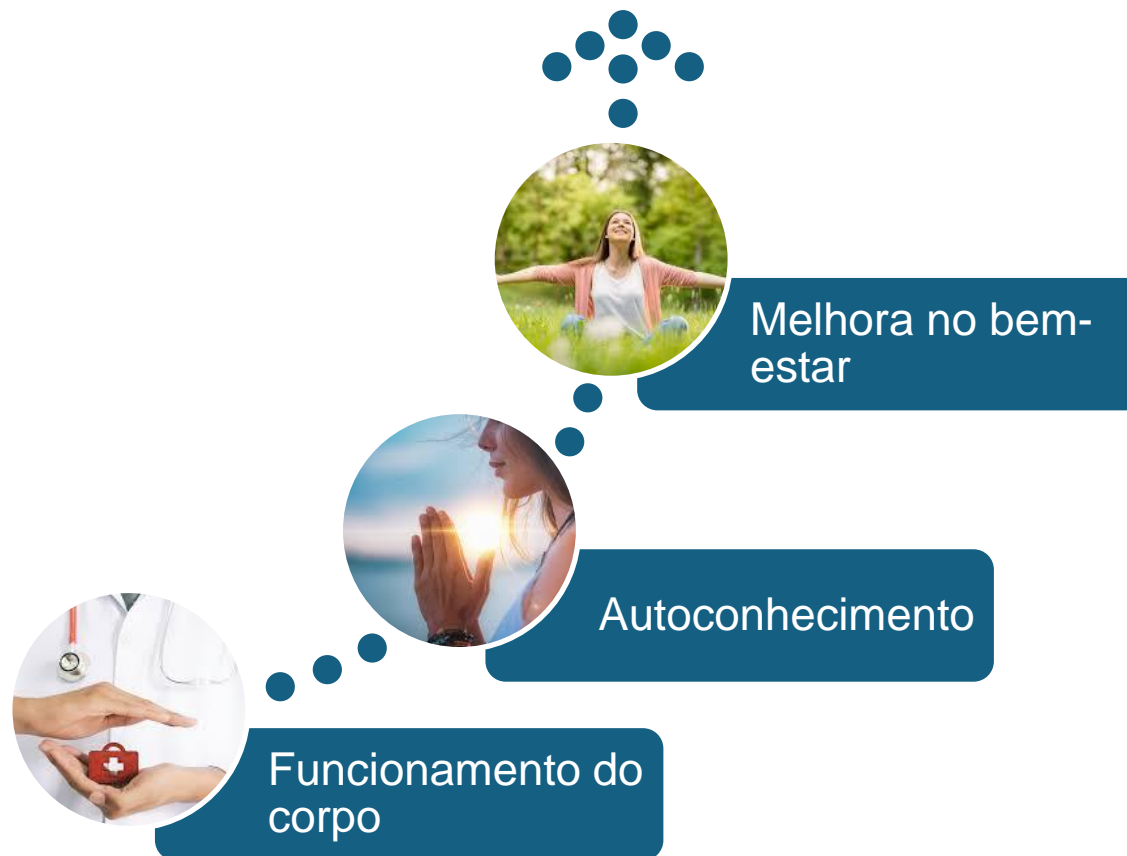 Melhora no bem-
estar
Autoconhecimento
Funcionamento do
corpo